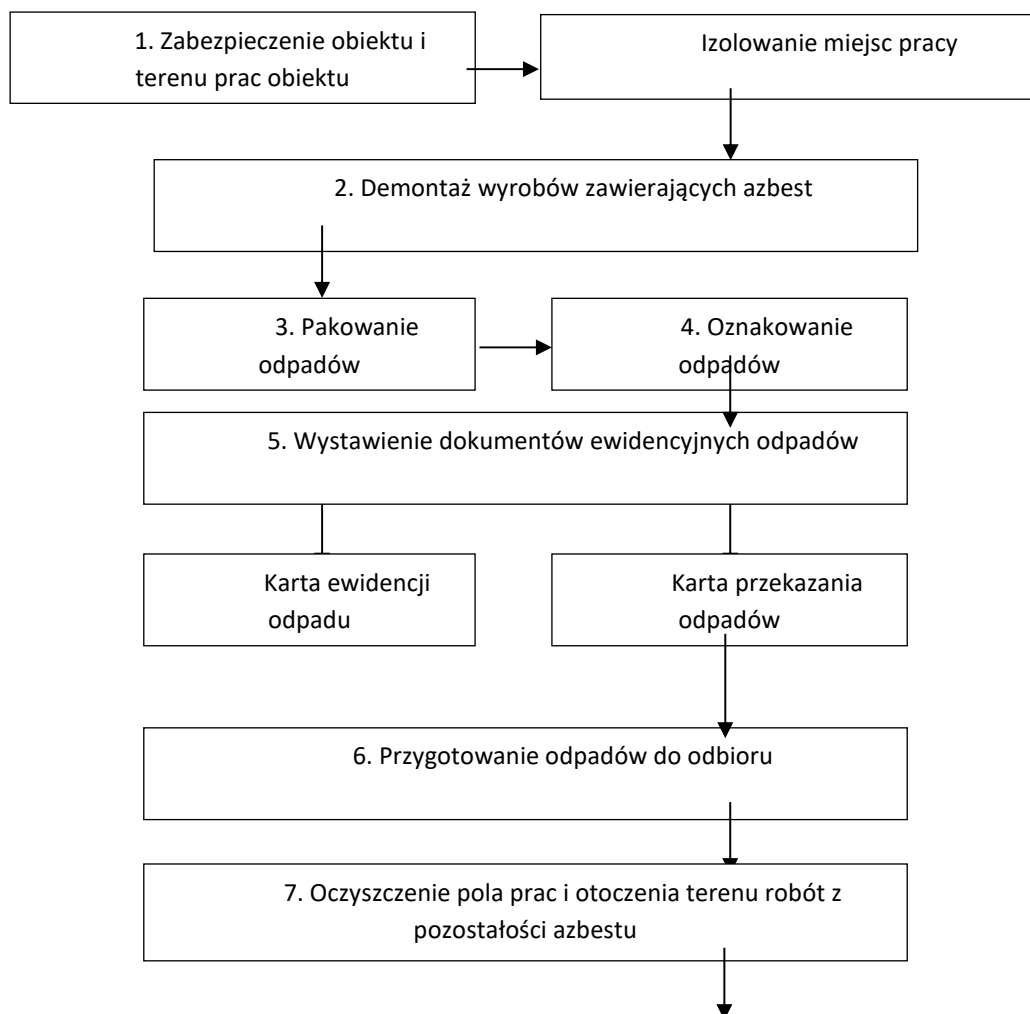 1. Zabezpieczenie obiektu i
terenu prac obiektu
Izolowanie miejsc pracy
2. Demontaż wyrobów zawierających azbest
3. Pakowanie
odpadów
4. Oznakowanie
odpadów
5. Wystawienie dokumentów ewidencyjnych odpadów
Karta ewidencji
odpadu
Karta przekazania
odpadów
6. Przygotowanie odpadów do odbioru
7. Oczyszczenie pola prac i otoczenia terenu robót z
pozostałości azbestu